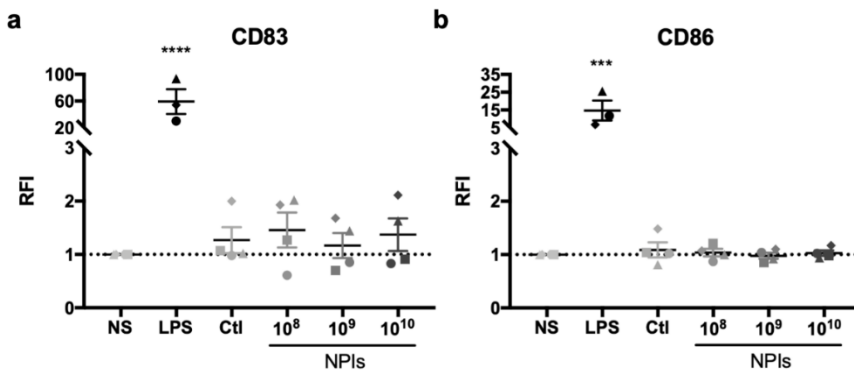 a
CD83
****
100
60
20
3
2
1
0
RFI
NS LPS Ctl 10⁸ 10⁹ 10¹⁰
NPIs
b
CD86
***
35
25
15
5
3
2
1
0
RFI
NS LPS Ctl 10⁸ 10⁹ 10¹⁰
NPIs